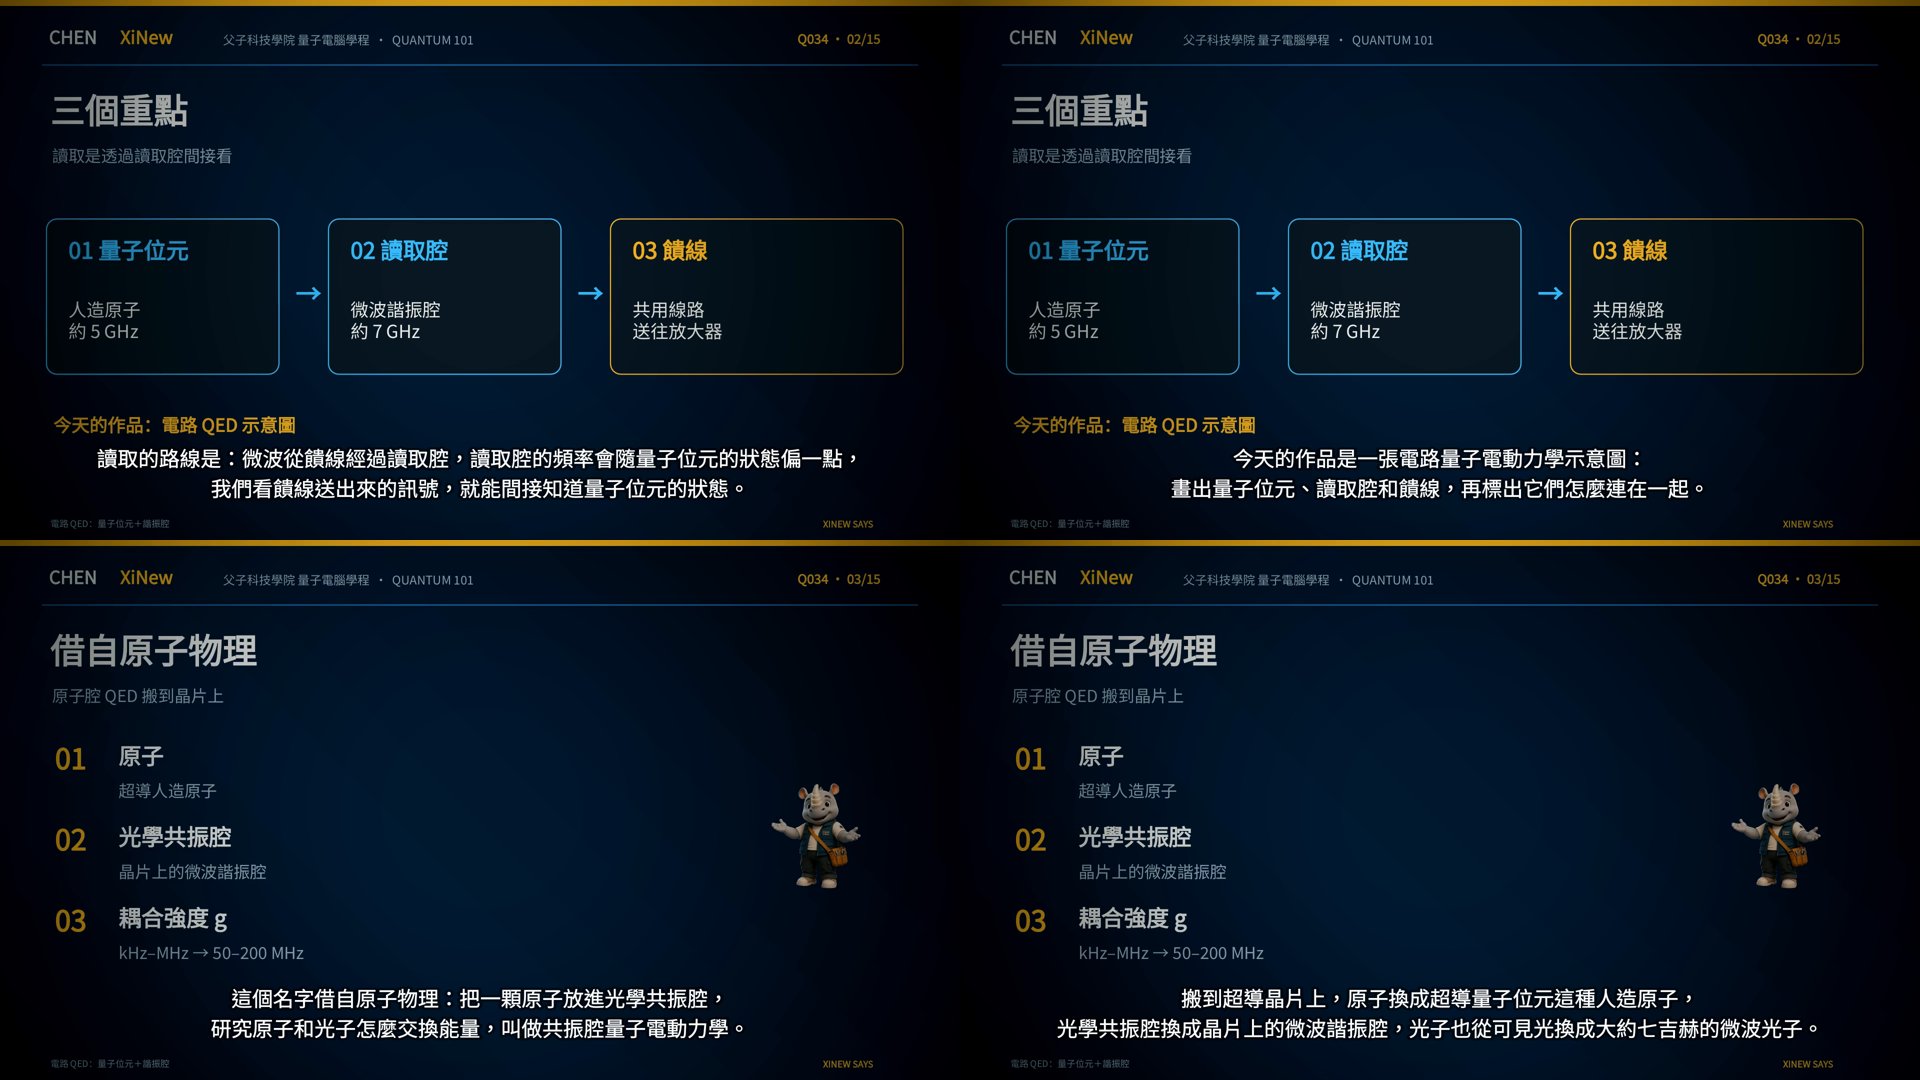 CHEN XiNew 父子科技學院 量子電腦學程 · QUANTUM 101 Q034 · 02/15
三個重點
讀取是透過讀取腔間接看
01 量子位元
人造原子
約 5 GHz
→
02 讀取腔
微波諧振腔
約 7 GHz
→
03 饋線
共用線路
送往放大器
今天的作品：電路 QED 示意圖
讀取的路線是：微波從饋線經過讀取腔，讀取腔的頻率會隨量子位元的狀態偏一點，
我們看饋線送出來的訊號，就能間接知道量子位元的狀態。
電路 QED：量子位元＋諧振腔 XINEW SAYS
CHEN XiNew 父子科技學院 量子電腦學程 · QUANTUM 101 Q034 · 02/15
三個重點
讀取是透過讀取腔間接看
01 量子位元
人造原子
約 5 GHz
→
02 讀取腔
微波諧振腔
約 7 GHz
→
03 饋線
共用線路
送往放大器
今天的作品：電路 QED 示意圖
今天的作品是一張電路量子電動力學示意圖：
畫出量子位元、讀取腔和饋線，再標出它們怎麼連在一起。
電路 QED：量子位元＋諧振腔 XINEW SAYS
CHEN XiNew 父子科技學院 量子電腦學程 · QUANTUM 101 Q034 · 03/15
借自原子物理
原子腔 QED 搬到晶片上
01 原子
超導人造原子
02 光學共振腔
晶片上的微波諧振腔
03 耦合強度 g
kHz–MHz → 50–200 MHz
這個名字借自原子物理：把一顆原子放進光學共振腔，
研究原子和光子怎麼交換能量，叫做共振腔量子電動力學。
電路 QED：量子位元＋諧振腔 XINEW SAYS
CHEN XiNew 父子科技學院 量子電腦學程 · QUANTUM 101 Q034 · 03/15
借自原子物理
原子腔 QED 搬到晶片上
01 原子
超導人造原子
02 光學共振腔
晶片上的微波諧振腔
03 耦合強度 g
kHz–MHz → 50–200 MHz
搬到超導晶片上，原子換成超導量子位元這種人造原子，
光學共振腔換成晶片上的微波諧振腔，光子也從可見光換成大約七吉赫的微波光子。
電路 QED：量子位元＋諧振腔 XINEW SAYS